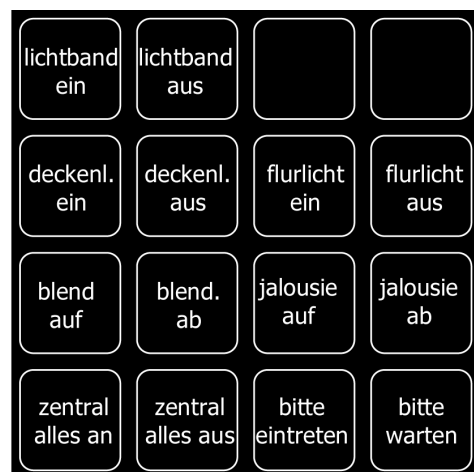 lichtband
ein
lichtband
aus
deckenl.
ein
deckenl.
aus
flurlicht
ein
flurlicht
aus
blend
auf
blend.
ab
jalousie
auf
jalousie
ab
zentral
alles an
zentral
alles aus
bitte
eintreten
bitte
warten